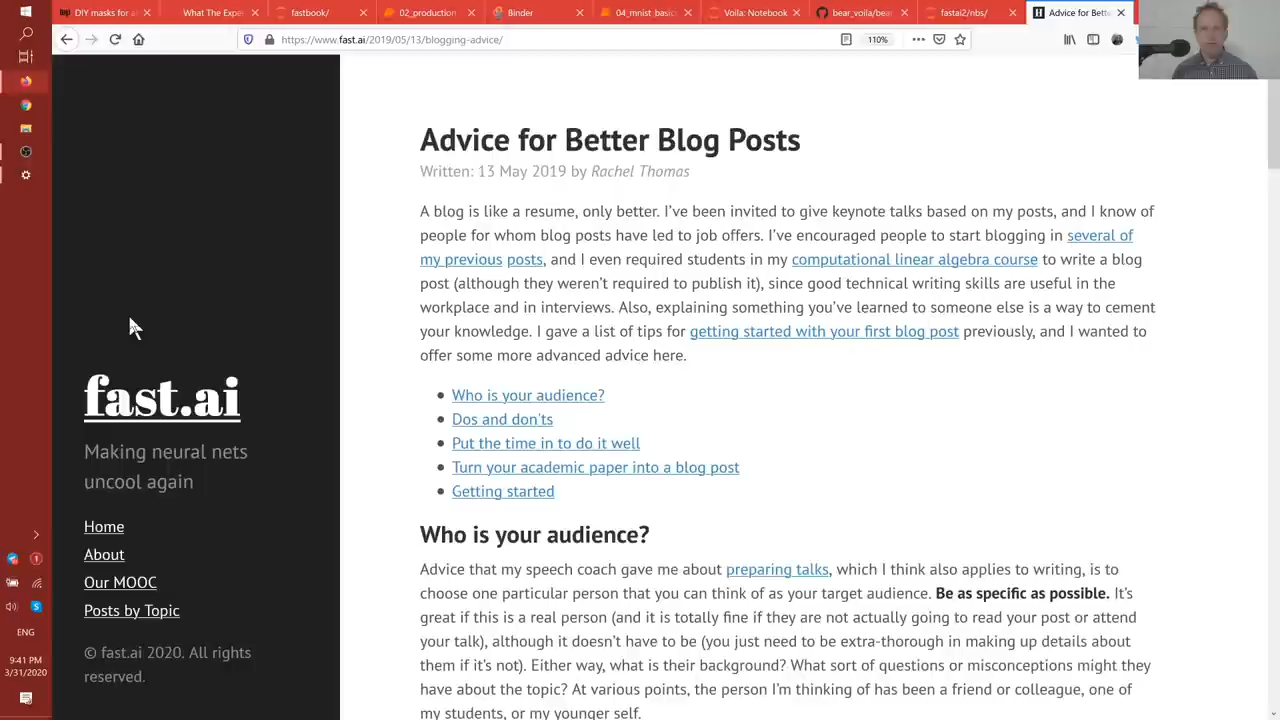 DIY masks for all
What The Expe
fastbook/
02_production
Binder
04_mnist_basic
Voila: Notebook
bear_voila/bear
fastai2/nbs/
Advice for Bette
https://www.fast.ai/2019/05/13/blogging-advice/
110%
Advice for Better Blog Posts
Written: 13 May 2019 by Rachel Thomas
A blog is like a resume, only better. I've been invited to give keynote talks based on my posts, and I know of
people for whom blog posts have led to job offers. I've encouraged people to start blogging in several of
my previous posts, and I even required students in my computational linear algebra course to write a blog
post (although they weren't required to publish it), since good technical writing skills are useful in the
workplace and in interviews. Also, explaining something you've learned to someone else is a way to cement
your knowledge. I gave a list of tips for getting started with your first blog post previously, and I wanted to
offer some more advanced advice here.
Who is your audience?
Dos and don'ts
Put the time in to do it well
Turn your academic paper into a blog post
Getting started
Who is your audience?
Advice that my speech coach gave me about preparing talks, which I think also applies to writing, is to
choose one particular person that you can think of as your target audience. Be as specific as possible. It's
great if this is a real person (and it is totally fine if they are not actually going to read your post or attend
your talk), although it doesn't have to be (you just need to be extra-thorough in making up details about
them if it's not). Either way, what is their background? What sort of questions or misconceptions might they
have about the topic? At various points, the person I'm thinking of has been a friend or colleague, one of
my students, or my younger self.
fast.ai
Making neural nets
uncool again
Home
About
Our MOOC
Posts by Topic
© fast.ai 2020. All rights
reserved.
ENG
9:41 PM
3/31/2020